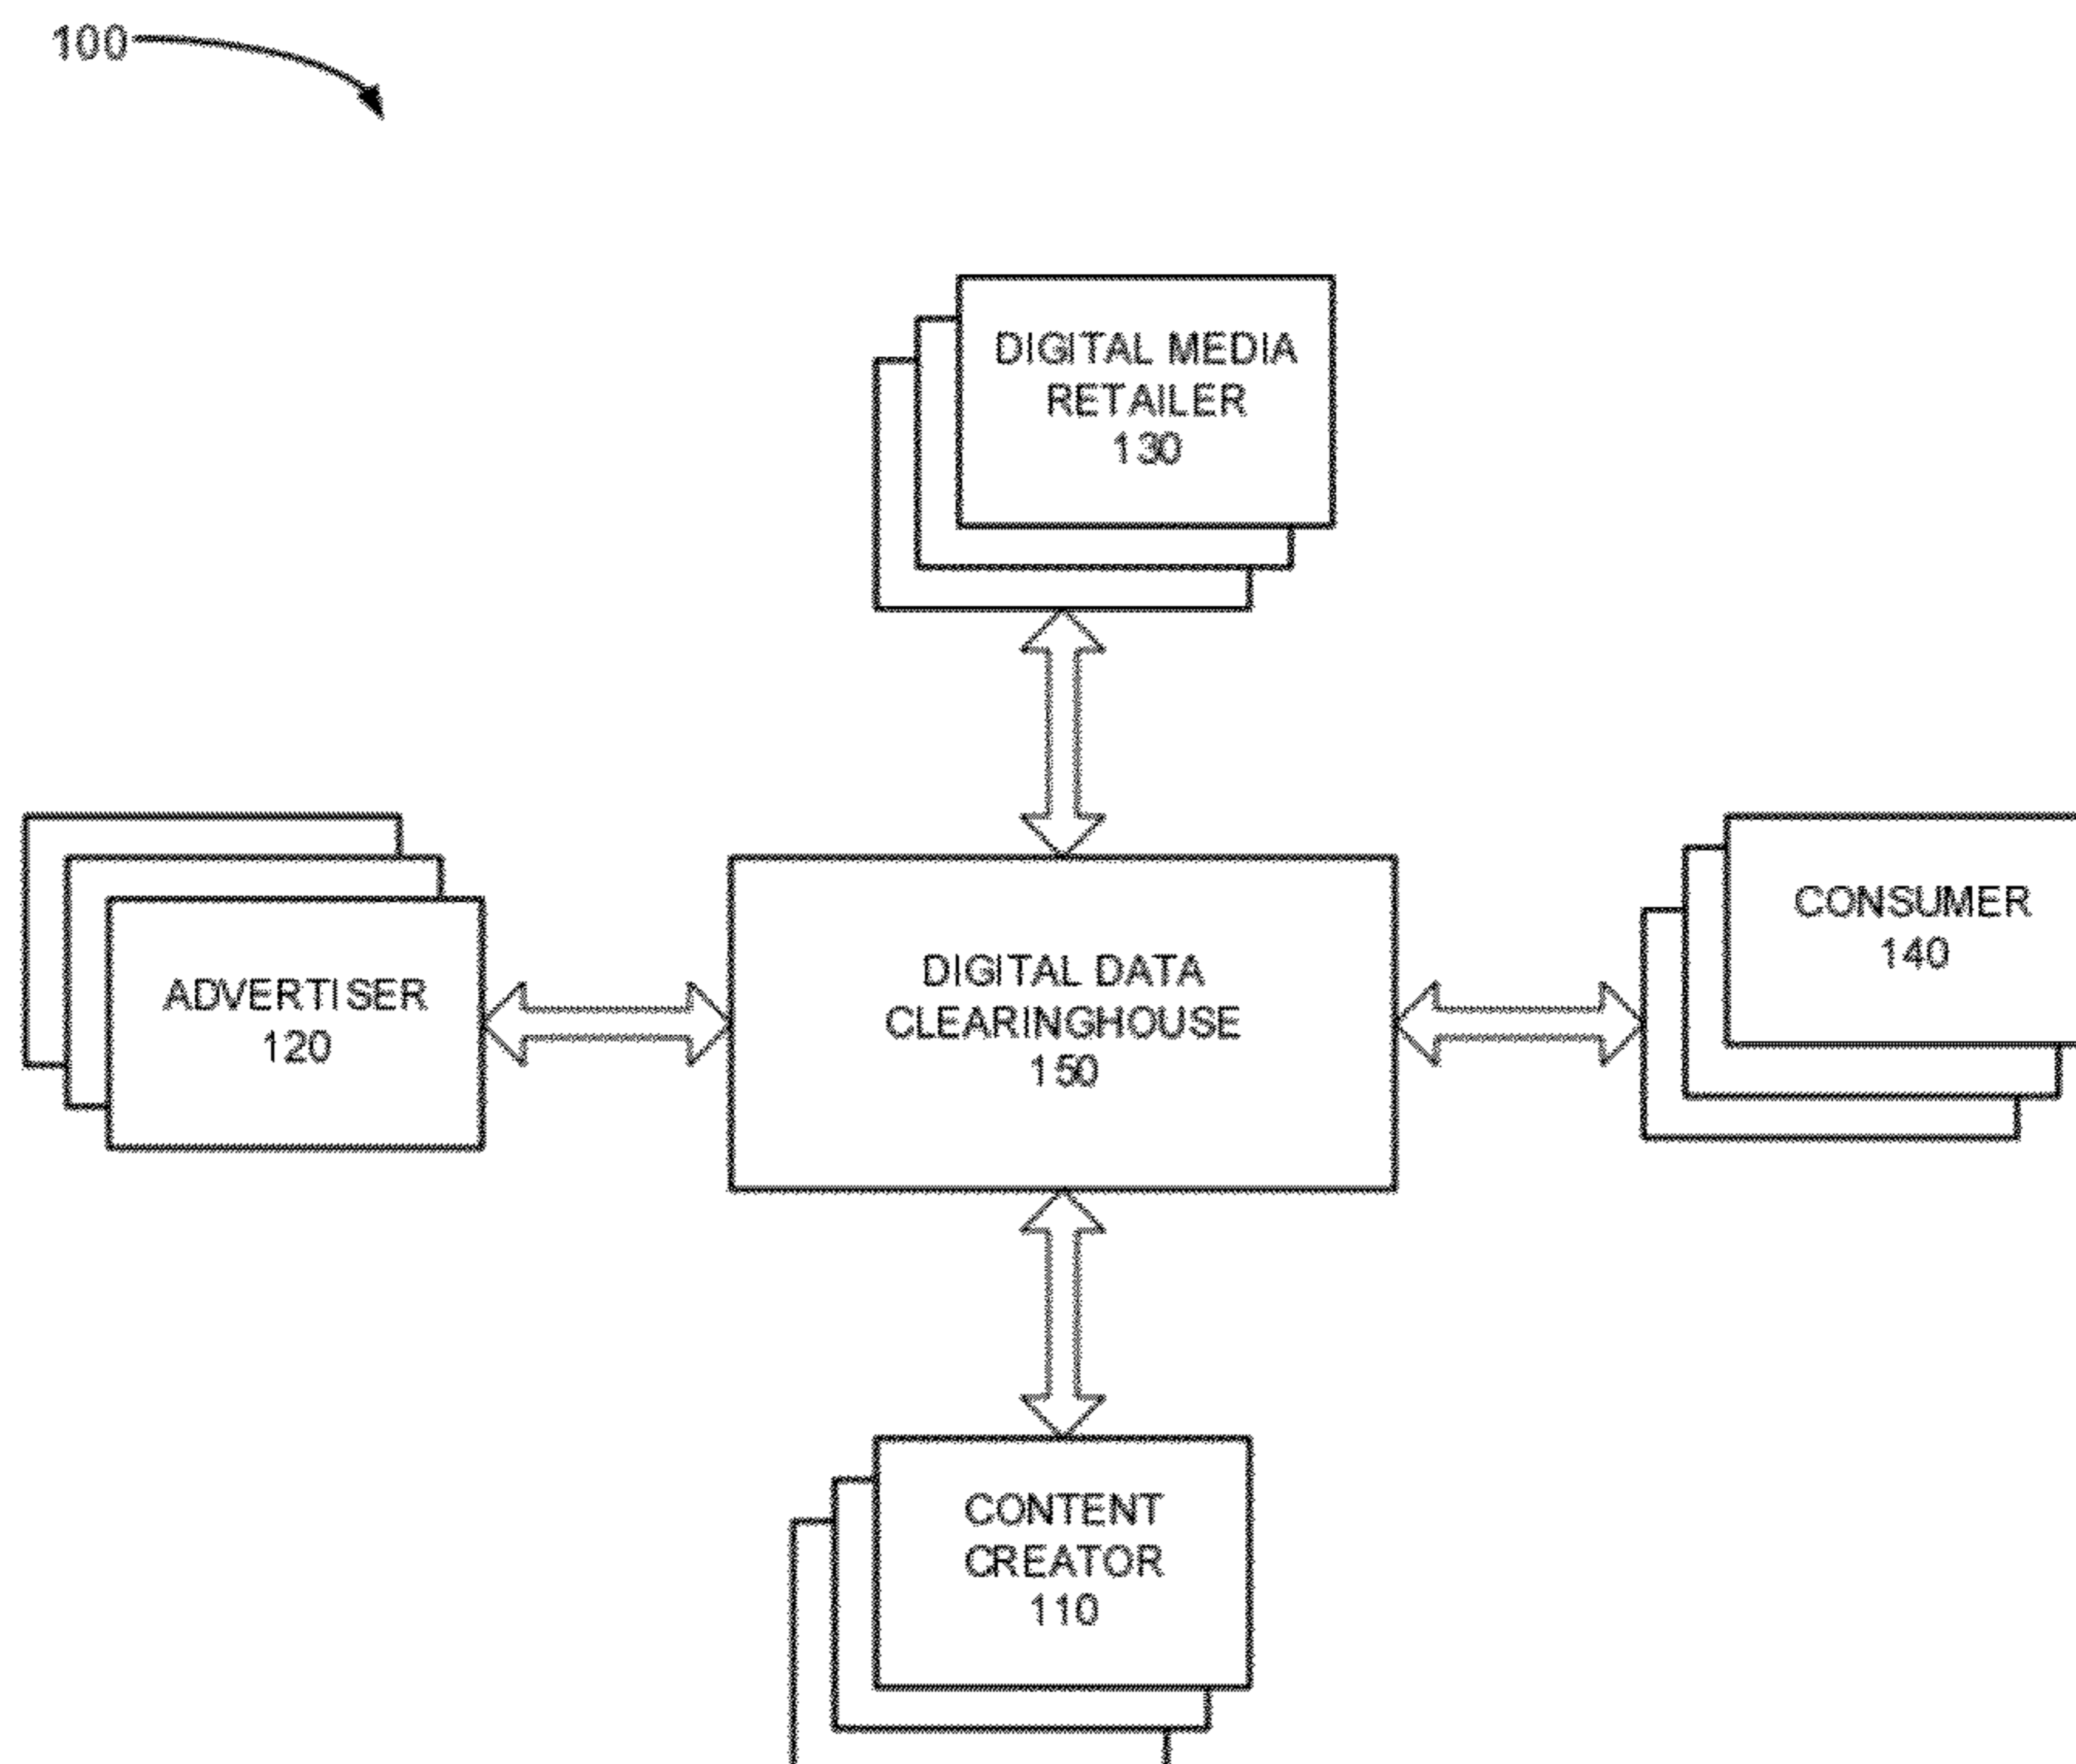 100
DIGITAL MEDIA
RETAILER
130
ADVERTISER
120
DIGITAL DATA
CLEARINGHOUSE
150
CONSUMER
140
CONTENT
CREATOR
110